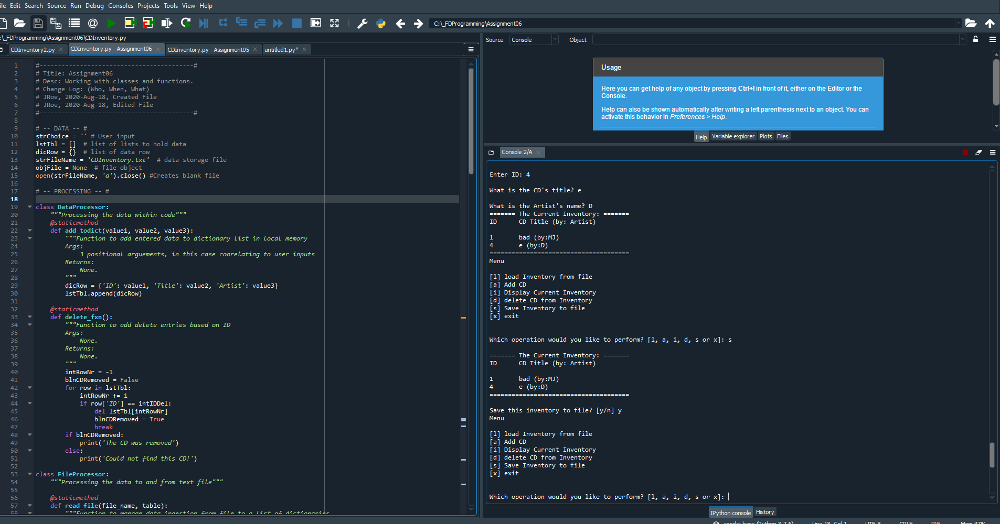 ile Edit Search Source Run Debug Consoles Projects Tools View Help
C:\_FDProgramming\Assignment06
:\_FDProgramming\Assignment06\CDInventory.py
CDInventory2.py CDInventory.py - Assignment06 CDInventory.py - Assignment05 untitled1.py*
1 #------------------------------------------#
2 # Title: Assignment06
3 # Desc: Working with classes and functions.
4 # Change Log: (Who, When, What)
5 # JRoe, 2020-Aug-18, Created File
6 # JRoe, 2020-Aug-18, Edited File
7 #------------------------------------------#
8
9 # -- DATA -- #
10 strChoice = '' # User input
11 lstTbl = []  # list of lists to hold data
12 dicRow = {}  # list of data row
13 strFileName = 'CDInventory.txt'  # data storage file
14 objFile = None  # file object
15 open(strFileName, 'a').close() #Creates blank file
16
17 # -- PROCESSING -- #
18
19 class DataProcessor:
20     """Processing the data within code"""
21     @staticmethod
22     def add_todict(value1, value2, value3):
23         """Function to add entered data to dictionary list in local memory
24         Args:
25             3 positional arguements, in this case coorelating to user inputs
26         Returns:
27             None.
28         """
29         dicRow = {'ID': value1, 'Title': value2, 'Artist': value3}
30         lstTbl.append(dicRow)
31
32     @staticmethod
33     def delete_fxn():
34         """Function to add delete entries based on ID
35         Args:
36             None.
37         Returns:
38             None.
39         """
40         intRowNr = -1
41         blnCDRemoved = False
42         for row in lstTbl:
43             intRowNr += 1
44             if row['ID'] == intIDDel:
45                 del lstTbl[intRowNr]
46                 blnCDRemoved = True
47                 break
48         if blnCDRemoved:
49             print('The CD was removed')
50         else:
51             print('Could not find this CD!')
52
53 class FileProcessor:
54     """Processing the data to and from text file"""
55
56     @staticmethod
57     def read_file(file_name, table):
58         """Function to manage data ingestion from file to a list of dictionaries
Source Console Object
Usage
Here you can get help of any object by pressing Ctrl+I in front of it, either on the Editor or the
Console.
Help can also be shown automatically after writing a left parenthesis next to an object. You can
activate this behavior in Preferences > Help.
Help Variable explorer Plots Files
Console 2/A
Enter ID: 4
What is the CD's title? e
What is the Artist's name? D
======= The Current Inventory: =======
ID      CD Title (by: Artist)
1       bad (by:MJ)
4       e (by:D)
======================================
Menu
[l] load Inventory from file
[a] Add CD
[i] Display Current Inventory
[d] delete CD from Inventory
[s] Save Inventory to file
[x] exit
Which operation would you like to perform? [l, a, i, d, s or x]: s
======= The Current Inventory: =======
ID      CD Title (by: Artist)
1       bad (by:MJ)
4       e (by:D)
======================================
Save this inventory to file? [y/n] y
Menu
[l] load Inventory from file
[a] Add CD
[i] Display Current Inventory
[d] delete CD from Inventory
[s] Save Inventory to file
[x] exit
Which operation would you like to perform? [l, a, i, d, s or x]:
IPython console History
conda: base (Python 3.7.6) Line 18, Col 1 UTF-8 CRLF RW Mem 47%